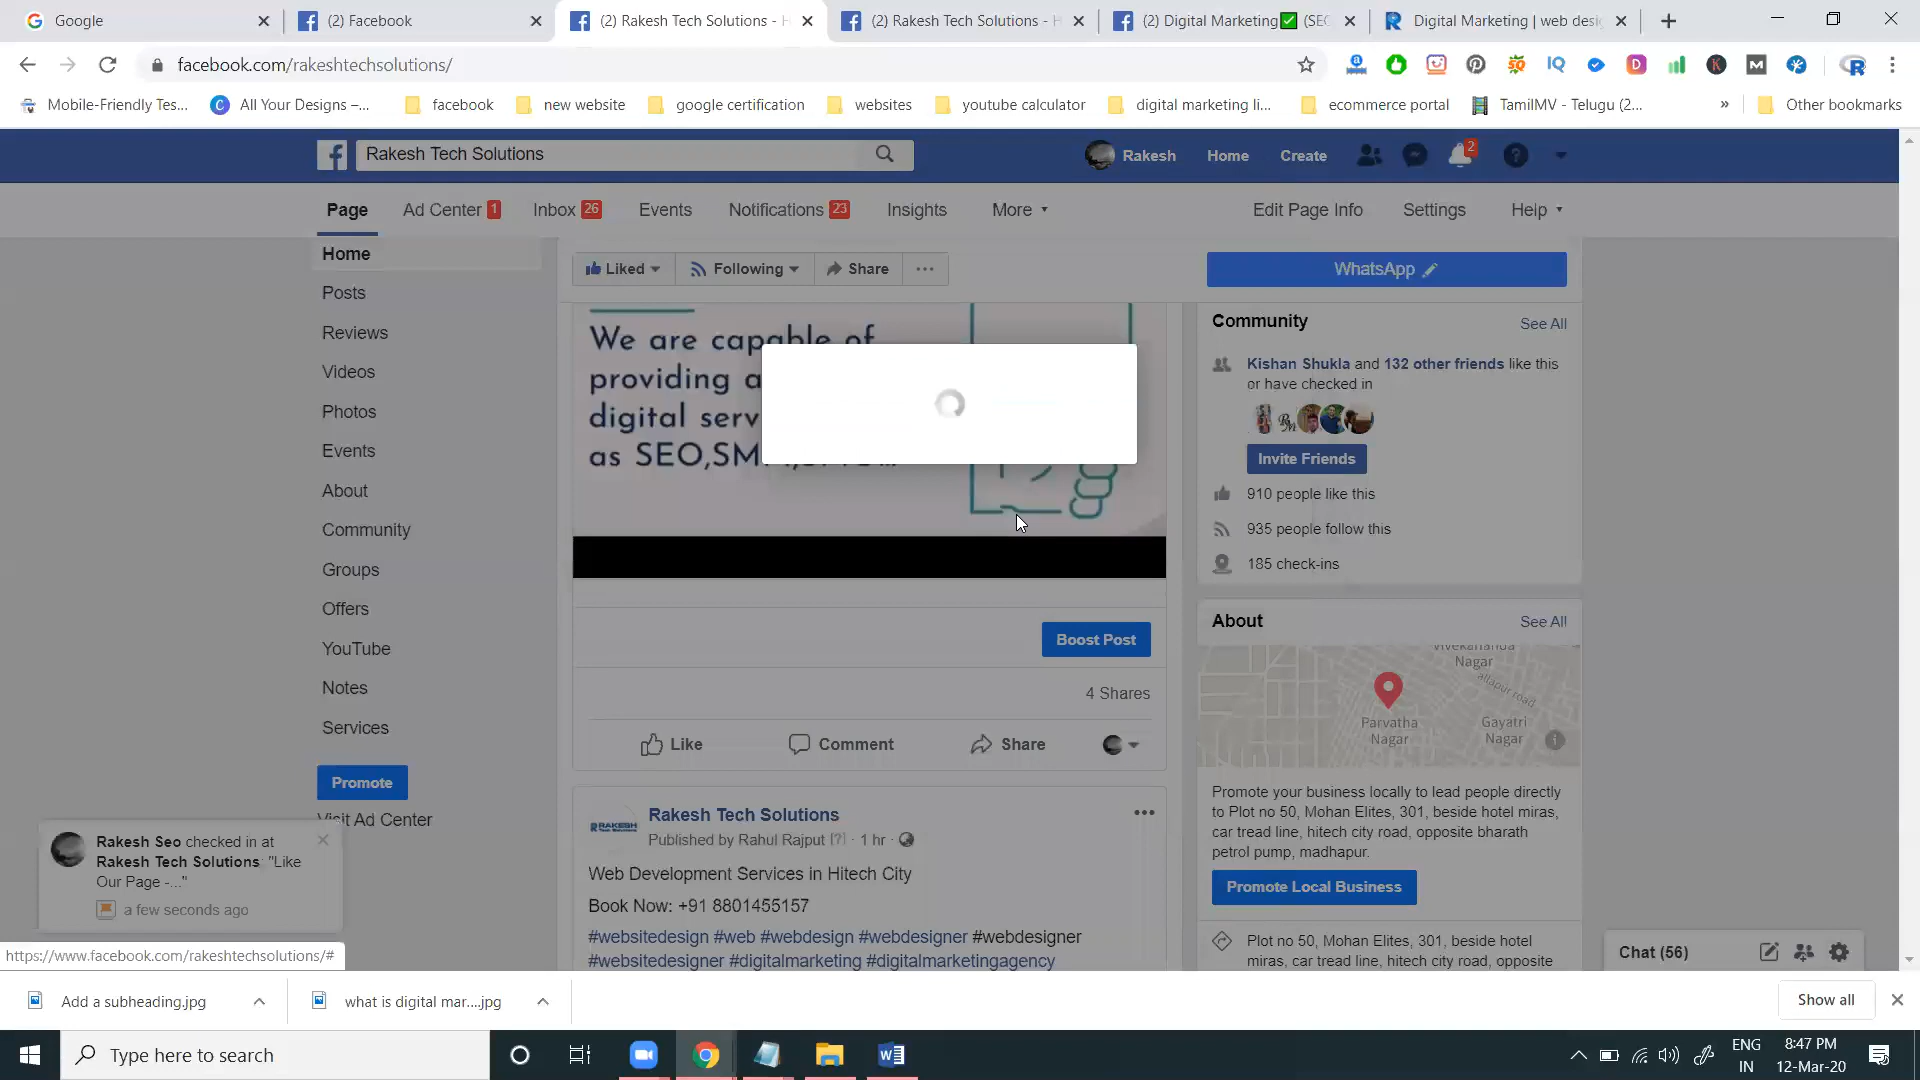 Google
(2) Facebook
(2) Rakesh Tech Solutions - H
(2) Rakesh Tech Solutions - H
(2) Digital Marketing✅ (SEO
Digital Marketing | web desig
facebook.com/rakeshtechsolutions/
Mobile-Friendly Tes...
All Your Designs –...
facebook
new website
google certification
websites
youtube calculator
digital marketing li...
ecommerce portal
TamilMV - Telugu (2...
»
Other bookmarks
Rakesh Tech Solutions
Rakesh
Home
Create
2
Page
Ad Center 1
Inbox 26
Events
Notifications 23
Insights
More
Edit Page Info
Settings
Help
Home
Posts
Reviews
Videos
Photos
Events
About
Community
Groups
Offers
YouTube
Notes
Services
Promote
Visit Ad Center
Liked
Following
Share
WhatsApp
We are capable of
providing a
digital serv
as SEO,SM
Boost Post
4 Shares
Like
Comment
Share
Rakesh Tech Solutions
Published by Rahul Rajput [?] · 1 hr ·
Web Development Services in Hitech City
Book Now: +91 8801455157
#websitedesign #web #webdesign #webdesigner #webdesigner
#websitedesigner #digitalmarketing #digitalmarketingagency
Community
See All
Kishan Shukla and 132 other friends like this
or have checked in
Invite Friends
910 people like this
935 people follow this
185 check-ins
About
See All
Vivekananda
Nagar
allapur road
Parvatha
Nagar
Gayatri
Nagar
Promote your business locally to lead people directly
to Plot no 50, Mohan Elites, 301, beside hotel miras,
car tread line, hitech city road, opposite bharath
petrol pump, madhapur.
Promote Local Business
Plot no 50, Mohan Elites, 301, beside hotel
miras, car tread line, hitech city road, opposite
Rakesh Seo checked in at
Rakesh Tech Solutions: "Like
Our Page -..."
a few seconds ago
https://www.facebook.com/rakeshtechsolutions/#
Chat (56)
Add a subheading.jpg
what is digital mar....jpg
Show all
Type here to search
ENG
IN
8:47 PM
12-Mar-20